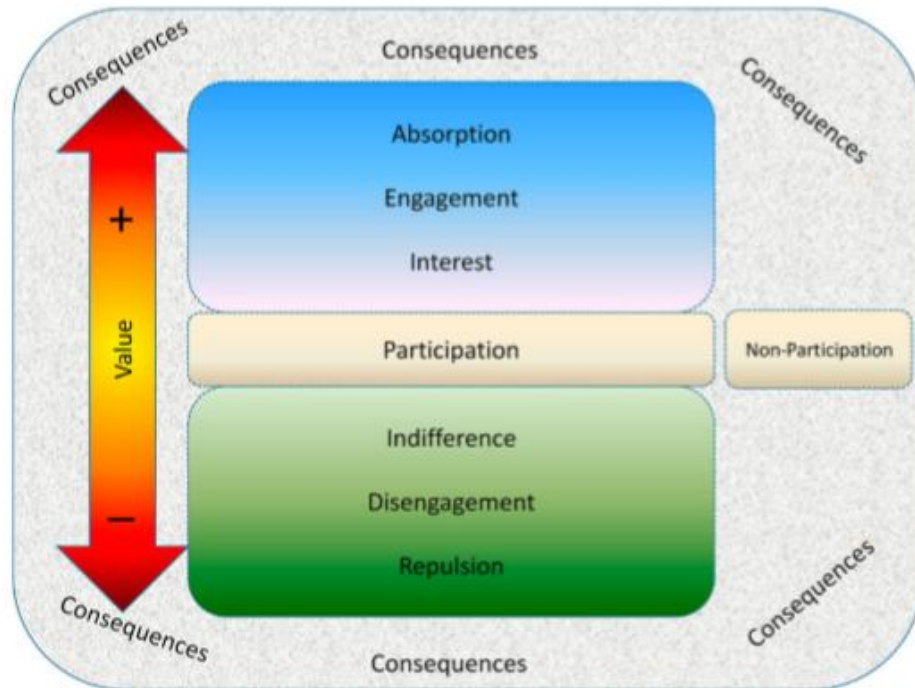 Consequences
Consequences
Consequences
Absorption
Engagement
Interest
+
Value
–
Participation
Non-Participation
Indifference
Disengagement
Repulsion
Consequences
Consequences
Consequences